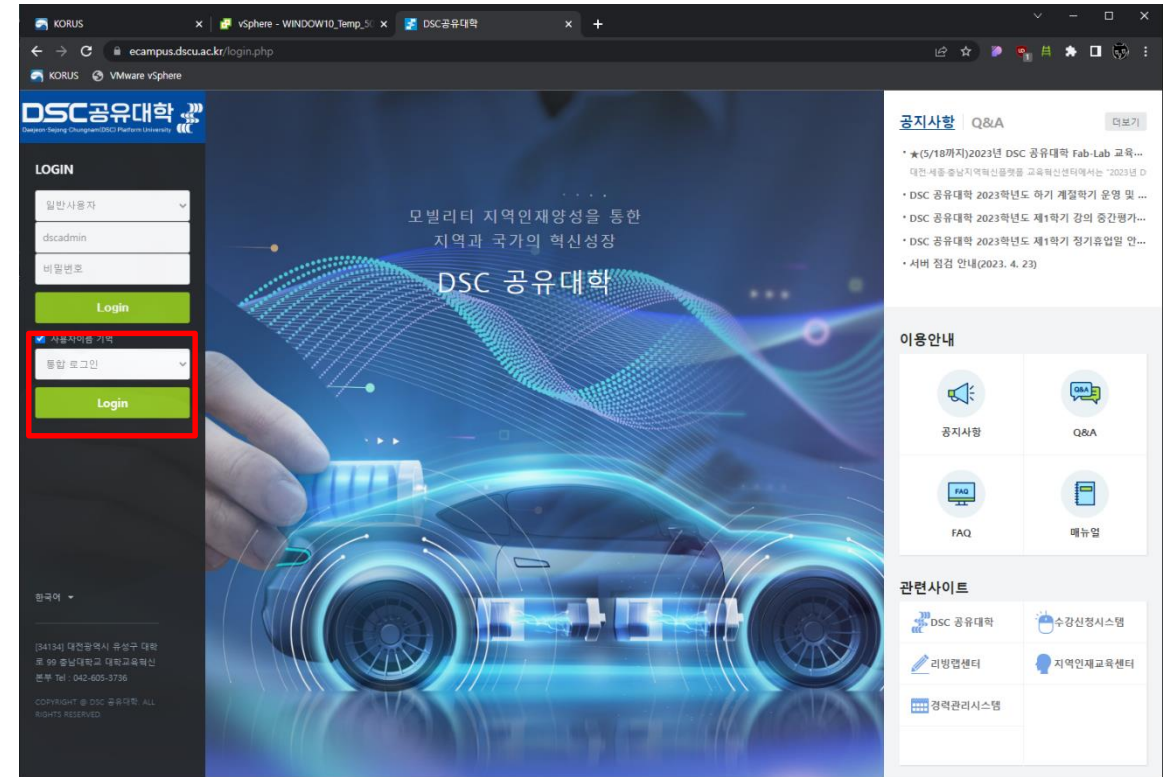 KORUS
vSphere - WINDOW10_Temp_50
DSC공유대학
ecampus.dscu.ac.kr/login.php
KORUS
VMware vSphere
DSC공유대학
Daejeon·Sejong·Chungnam(DSC) Platform University
LOGIN
일반사용자
dscadmin
비밀번호
Login
사용자이름 기억
통합 로그인
Login
한국어
[34134] 대전광역시 유성구 대학
로 99 충남대학교 대학교육혁신
본부 Tel : 042-605-3736
COPYRIGHT @ DSC 공유대학. ALL
RIGHTS RESERVED.
모빌리티 지역인재양성을 통한
지역과 국가의 혁신성장
DSC 공유대학
공지사항 Q&A 더보기
★(5/18까지)2023년 DSC 공유대학 Fab-Lab 교육…
대전·세종·충남지역혁신플랫폼 교육혁신센터에서는 "2023년 D
DSC 공유대학 2023학년도 하기 계절학기 운영 및 …
DSC 공유대학 2023학년도 제1학기 강의 중간평가…
DSC 공유대학 2023학년도 제1학기 정기휴업일 안…
서버 점검 안내(2023. 4. 23)
이용안내
Q&A
공지사항 Q&A
FAQ
FAQ 매뉴얼
관련사이트
DSC 공유대학 수강신청시스템
리빙랩센터 지역인재교육센터
경력관리시스템